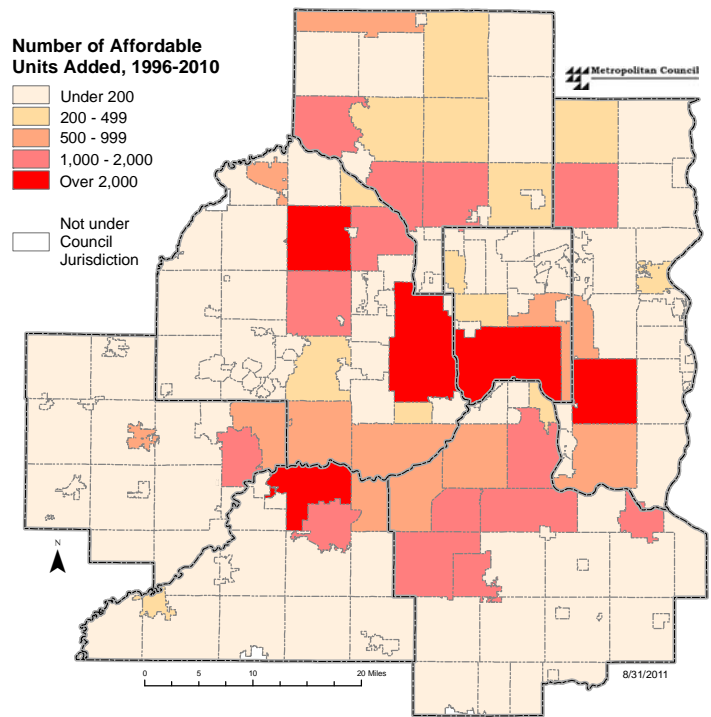 Number of Affordable
Units Added, 1996-2010
Under 200
200 - 499
500 - 999
1,000 - 2,000
Over 2,000
Not under
Council
Jurisdiction
Metropolitan Council
N
0 5 10 20 Miles
8/31/2011